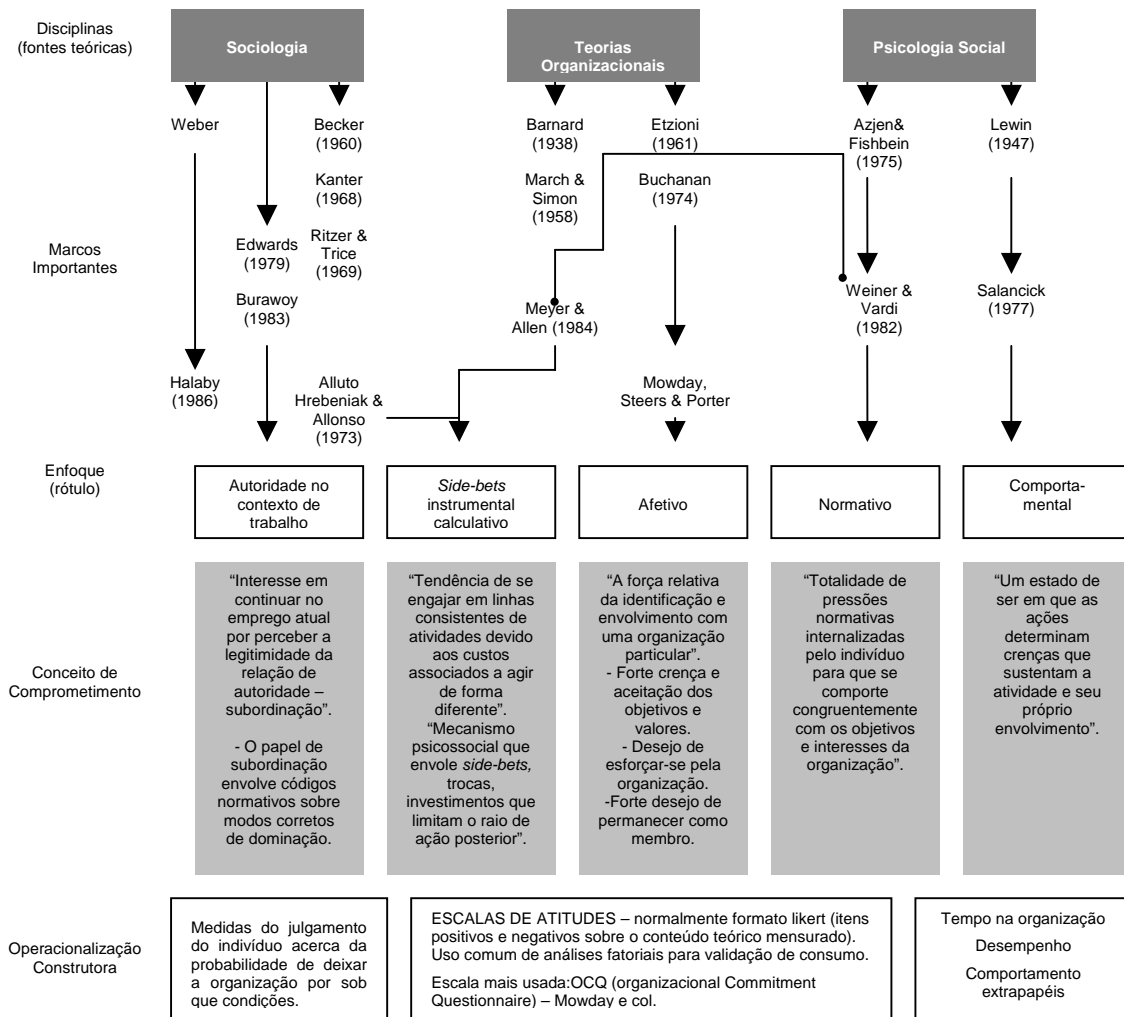 Disciplinas
(fontes teóricas)
Sociologia
Teorias
Organizacionais
Psicologia Social
Marcos
Importantes
Weber
Becker
(1960)
Barnard
(1938)
Etzioni
(1961)
Azjen&
Fishbein
(1975)
Lewin
(1947)
Kanter
(1968)
March &
Simon
(1958)
Buchanan
(1974)
Edwards
(1979)
Ritzer &
Trice
(1969)
Burawoy
(1983)
Meyer &
Allen (1984)
Weiner &
Vardi
(1982)
Salancick
(1977)
Halaby
(1986)
Alluto
Hrebeniak &
Allonso
(1973)
Mowday,
Steers & Porter
Enfoque
(rótulo)
Autoridade no
contexto de
trabalho
Side-bets
instrumental
calculativo
Afetivo
Normativo
Comporta-
mental
Conceito de
Comprometimento
“Interesse em
continuar no
emprego atual
por perceber a
legitimidade da
relação de
autoridade –
subordinação”.
- O papel de
subordinação
envolve códigos
normativos sobre
modos corretos
de dominação.
“Tendência de se
engajar em linhas
consistentes de
atividades devido
aos custos
associados a agir
de forma
diferente”.
“Mecanismo
psicossocial que
envole side-bets,
trocas,
investimentos que
limitam o raio de
ação posterior”.
“A força relativa
da identificação e
envolvimento com
uma organização
particular”.
- Forte crença e
aceitação dos
objetivos e
valores.
- Desejo de
esforçar-se pela
organização.
-Forte desejo de
permanecer como
membro.
“Totalidade de
pressões
normativas
internalizadas
pelo indivíduo
para que se
comporte
congruentemente
com os objetivos
e interesses da
organização”.
“Um estado de
ser em que as
ações
determinam
crenças que
sustentam a
atividade e seu
próprio
envolvimento”.
Operacionalização
Construtora
Medidas do julgamento
do indivíduo acerca da
probabilidade de deixar
a organização por sob
que condições.
ESCALAS DE ATITUDES – normalmente formato likert (itens
positivos e negativos sobre o conteúdo teórico mensurado).
Uso comum de análises fatoriais para validação de consumo.
Escala mais usada:OCQ (organizacional Commitment
Questionnaire) – Mowday e col.
Tempo na organização
Desempenho
Comportamento
extrapapéis